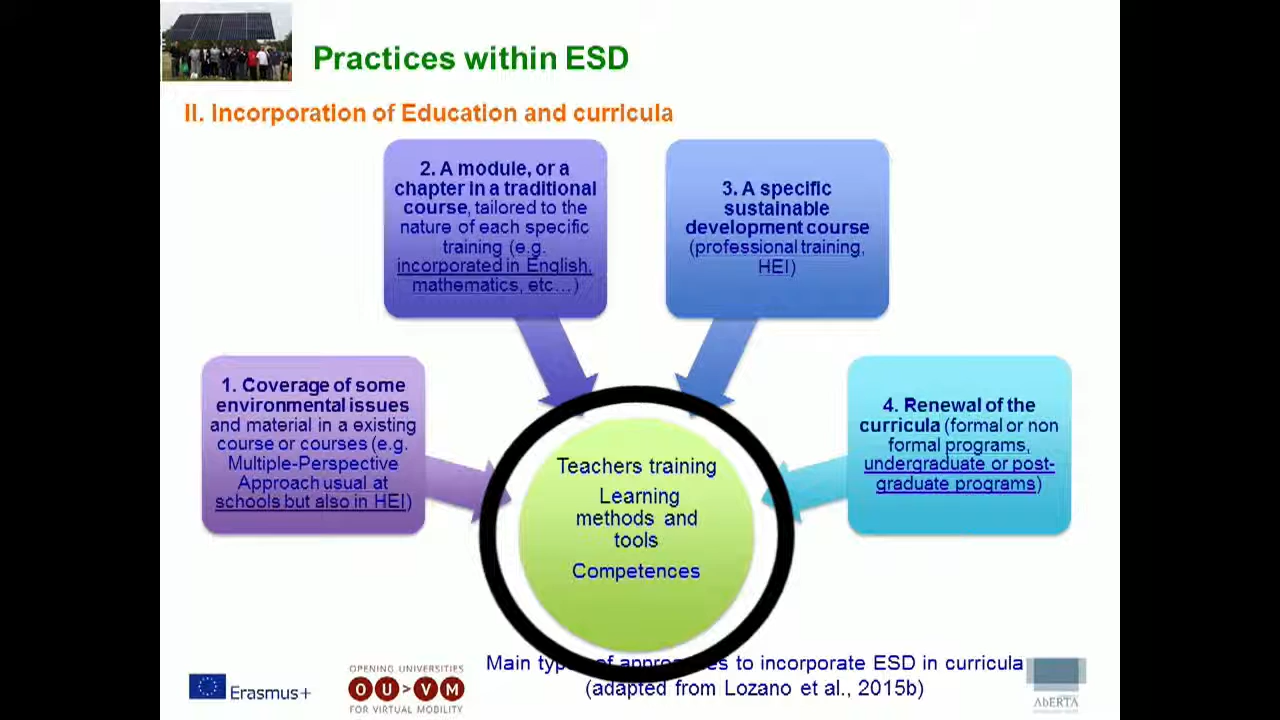 Practices within ESD
II. Incorporation of Education and curricula
2. A module, or a
chapter in a traditional
course, tailored to the
nature of each specific
training (e.g.
incorporated in English,
mathematics, etc…)
3. A specific
sustainable
development course
(professional training,
HEI)
1. Coverage of some
environmental issues
and material in a existing
course or courses (e.g.
Multiple-Perspective
Approach usual at
schools but also in HEI)
4. Renewal of the
curricula (formal or non
formal programs,
undergraduate or post-
graduate programs)
Teachers training
Learning
methods and
tools
Competences
Main types of approaches to incorporate ESD in curricula
(adapted from Lozano et al., 2015b)
Erasmus+
OPENING UNIVERSITIES
OU>VM
FOR VIRTUAL MOBILITY
AbERTA